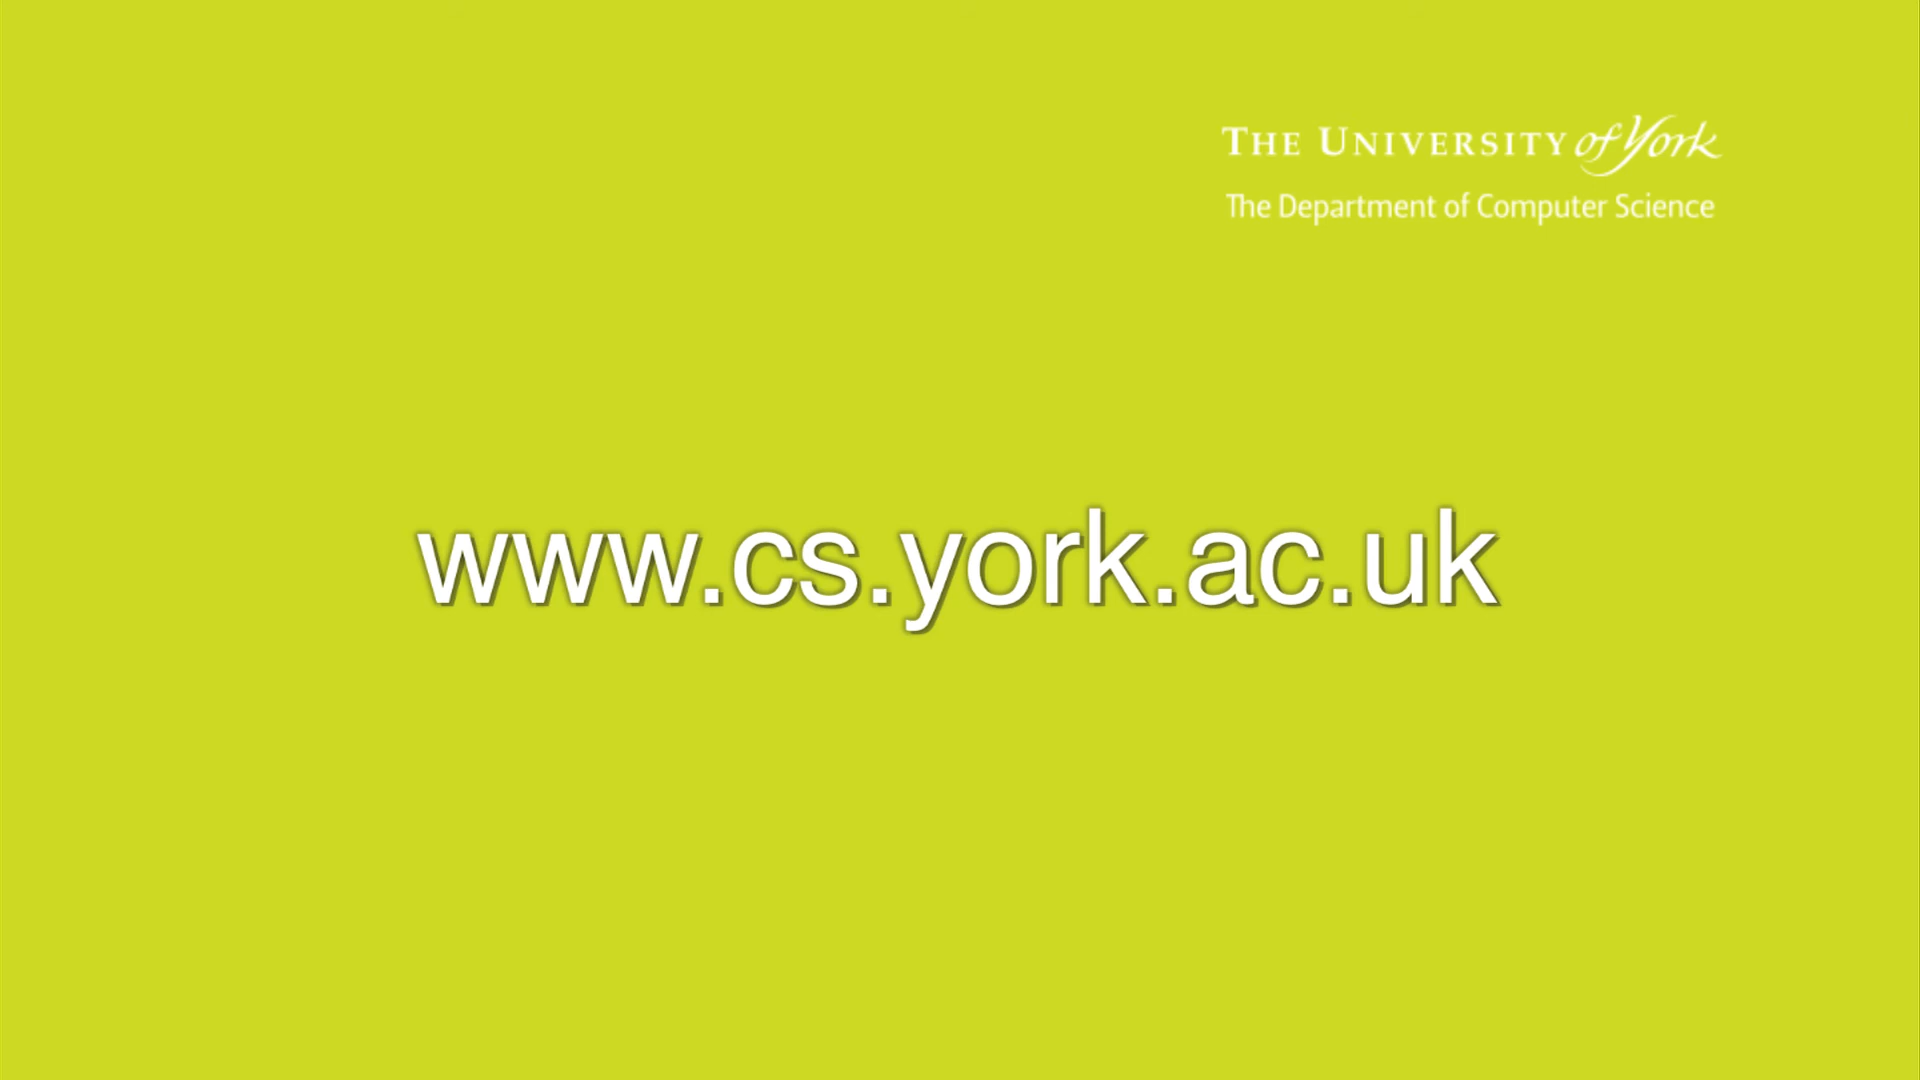 THE UNIVERSITY of York
The Department of Computer Science
www.cs.york.ac.uk